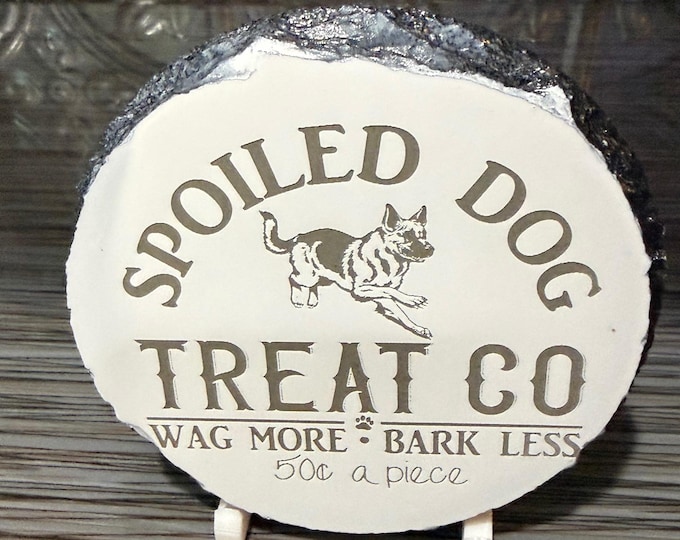 SPOILED DOG
TREAT CO
WAG MORE • BARK LESS
50¢ a piece